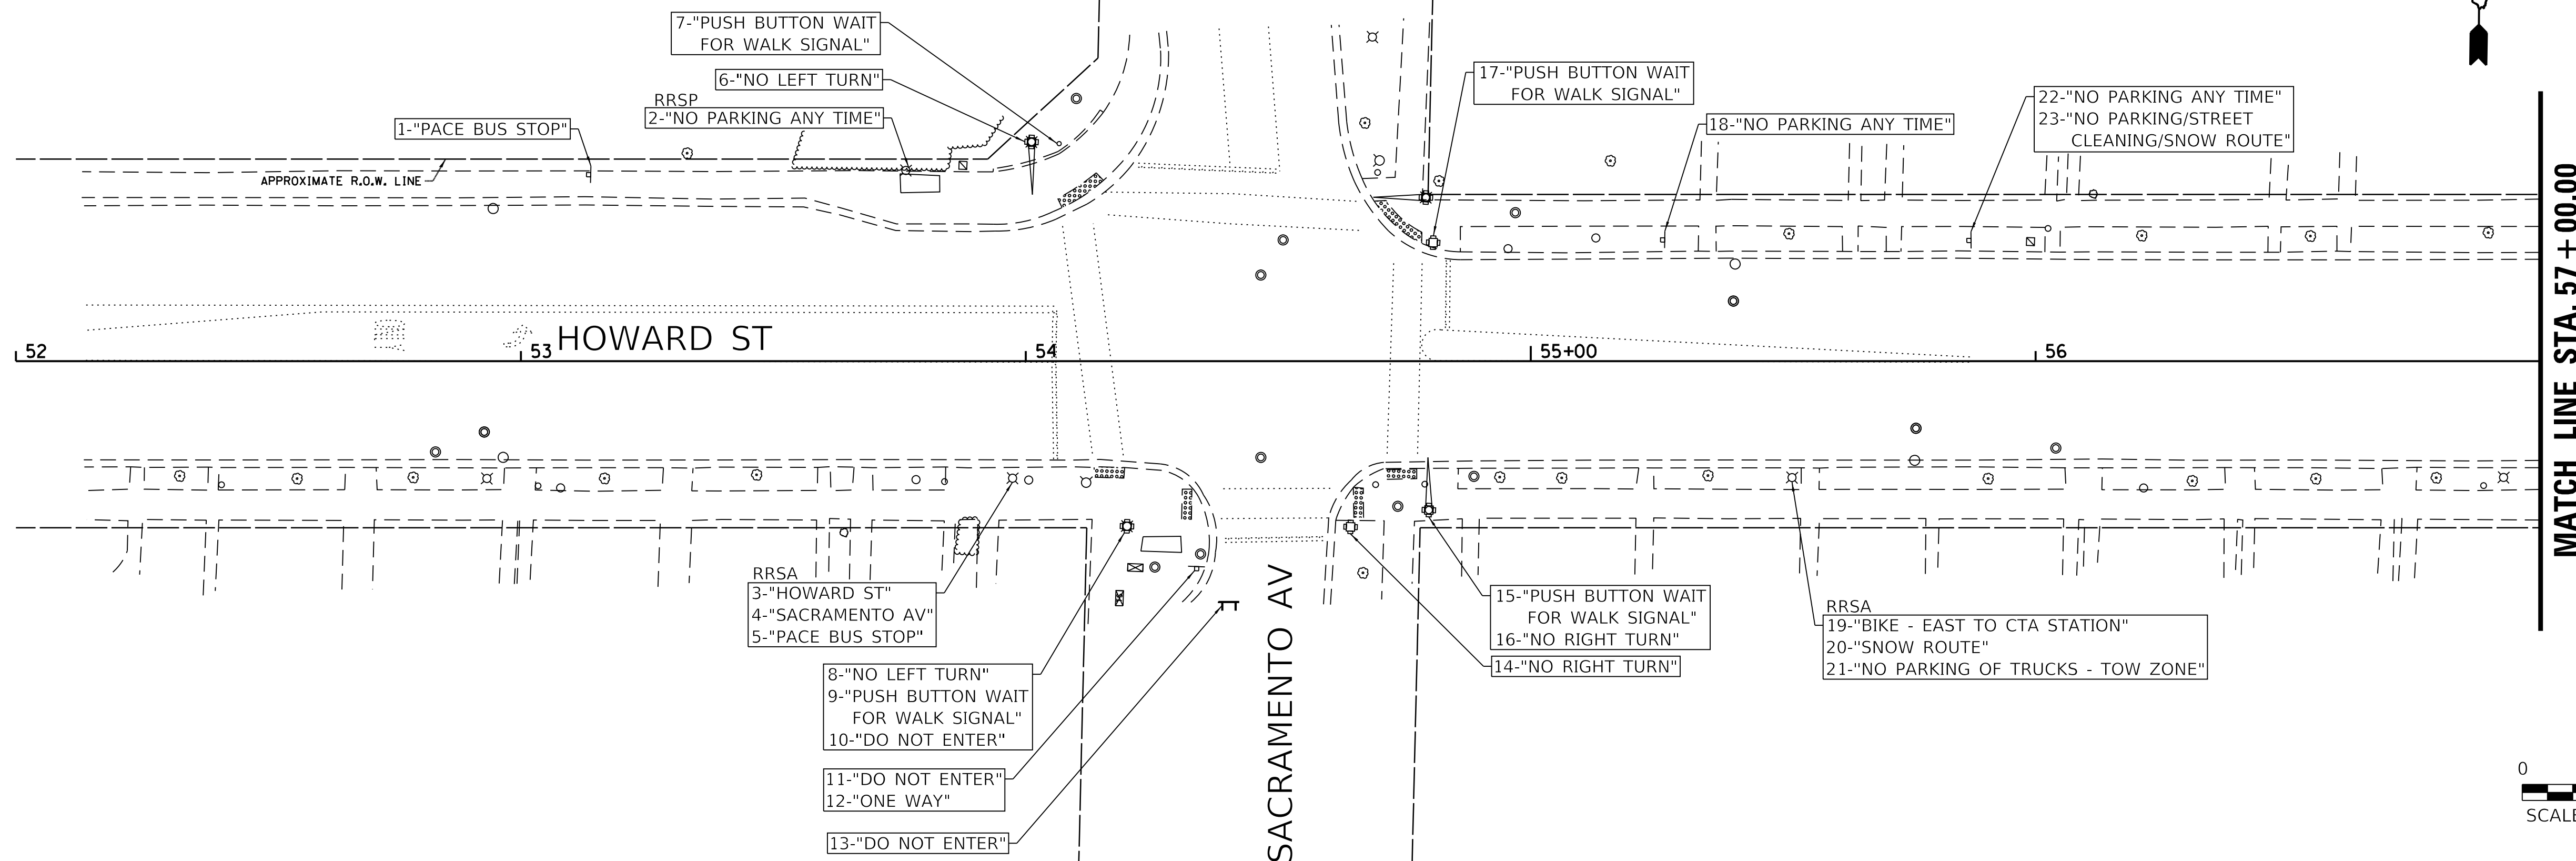 7-"PUSH BUTTON WAIT
FOR WALK SIGNAL"
6-"NO LEFT TURN"
RRSP
2-"NO PARKING ANY TIME"
1-"PACE BUS STOP"
APPROXIMATE R.O.W. LINE
17-"PUSH BUTTON WAIT
FOR WALK SIGNAL"
18-"NO PARKING ANY TIME"
22-"NO PARKING ANY TIME"
23-"NO PARKING/STREET
CLEANING/SNOW ROUTE"
HOWARD ST
52
53
54
55+00
56
MATCH LINE STA. 57+00.00
RRSA
3-"HOWARD ST"
4-"SACRAMENTO AV"
5-"PACE BUS STOP"
8-"NO LEFT TURN"
9-"PUSH BUTTON WAIT
FOR WALK SIGNAL"
10-"DO NOT ENTER"
11-"DO NOT ENTER"
12-"ONE WAY"
13-"DO NOT ENTER"
SACRAMENTO AV
15-"PUSH BUTTON WAIT
FOR WALK SIGNAL"
16-"NO RIGHT TURN"
14-"NO RIGHT TURN"
RRSA
19-"BIKE - EAST TO CTA STATION"
20-"SNOW ROUTE"
21-"NO PARKING OF TRUCKS - TOW ZONE"
0
SCALE